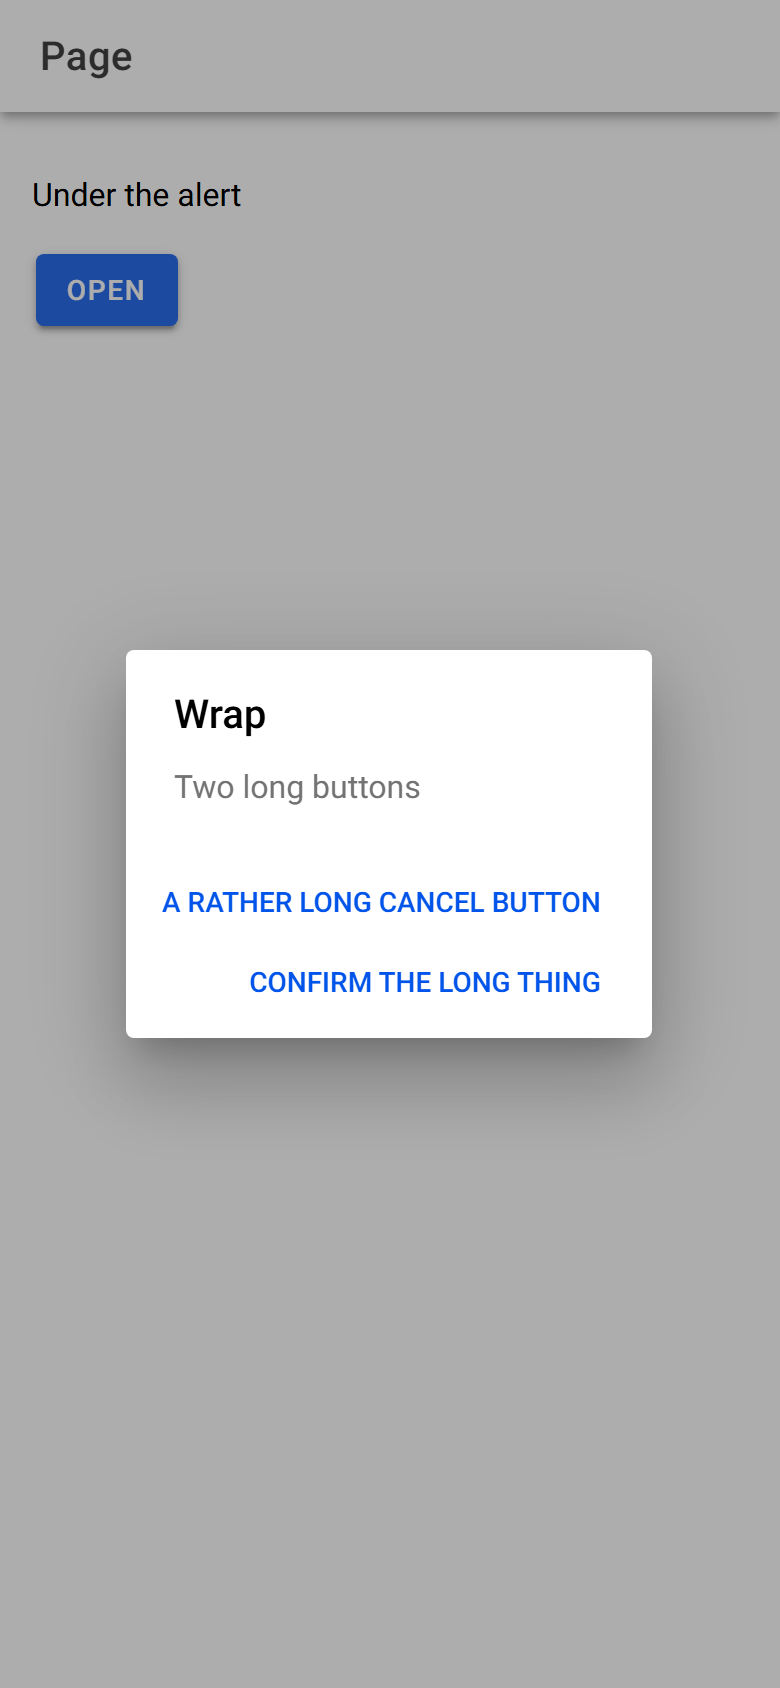 Page
Under the alert
OPEN
Wrap
Two long buttons
A RATHER LONG CANCEL BUTTON
CONFIRM THE LONG THING